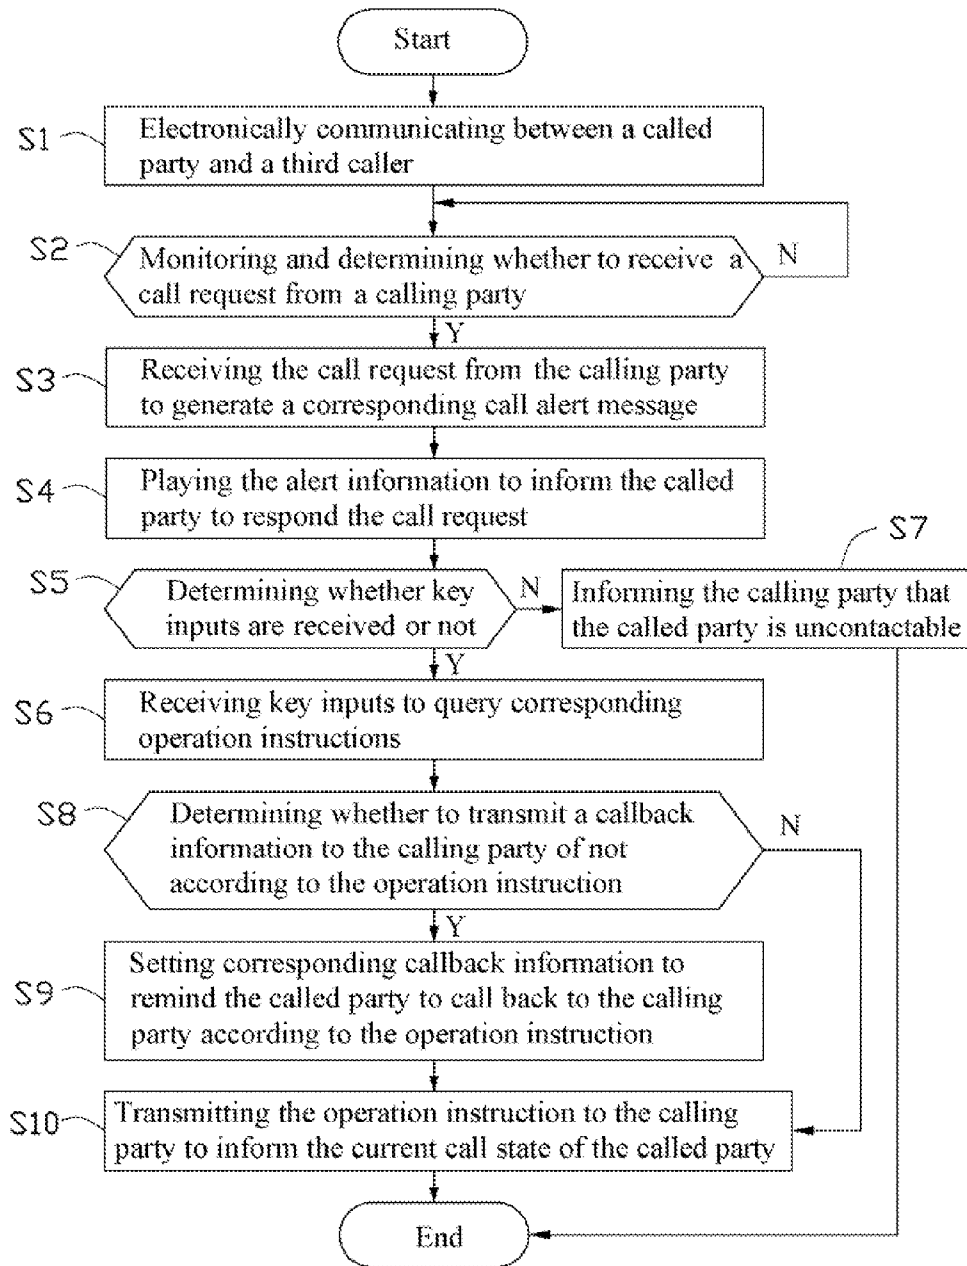 Start
S1
Electronically communicating between a called
party and a third caller
S2
Monitoring and determining whether to receive a
call request from a calling party
N
Y
S3
Receiving the call request from the calling party
to generate a corresponding call alert message
S4
Playing the alert information to inform the called
party to respond the call request
S5
Determining whether key
inputs are received or not
N
S7
Informing the calling party that
the called party is uncontactable
Y
S6
Receiving key inputs to query corresponding
operation instructions
S8
Determining whether to transmit a callback
information to the calling party of not
according to the operation instruction
N
Y
S9
Setting corresponding callback information to
remind the called party to call back to the calling
party according to the operation instruction
S10
Transmitting the operation instruction to the calling
party to inform the current call state of the called party
End